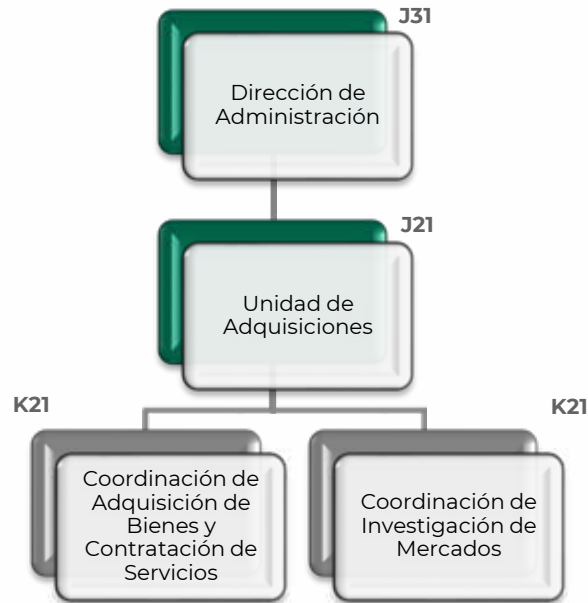 J31
Dirección de
Administración
J21
Unidad de
Adquisiciones
K21
K21
Coordinación de
Adquisición de
Bienes y
Contratación de
Servicios
Coordinación de
Investigación de
Mercados